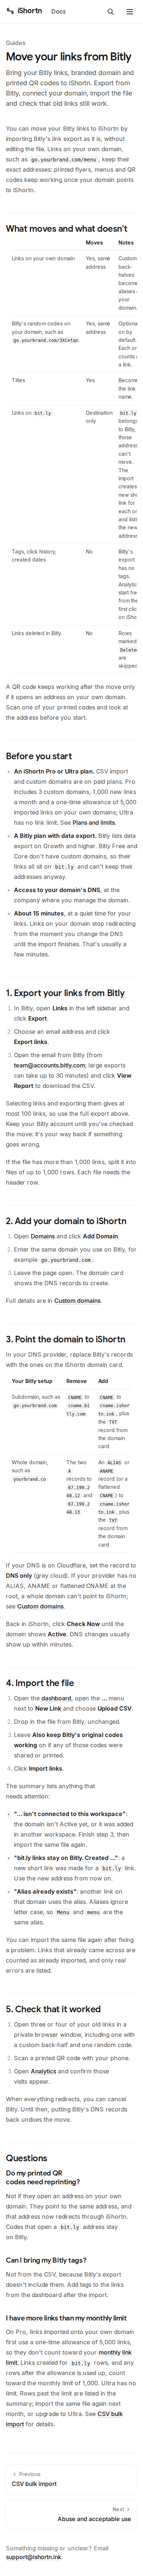 iShortn
Docs
Guides
Move your links from Bitly
Bring your Bitly links, branded domain and
printed QR codes to iShortn. Export from
Bitly, connect your domain, import the file
and check that old links still work.
You can move your Bitly links to iShortn by
importing Bitly's link export as it is, without
editing the file. Links on your own domain,
such as go.yourbrand.com/menu, keep their
exact addresses: printed flyers, menus and QR
codes keep working once your domain points
to iShortn.
What moves and what doesn't
Moves Notes
Links on your own domain Yes, same address Custom back-halves become aliases your domain.
Bitly's random codes on your domain, such as go.yourbrand.com/3XCetqn Yes, same address
Titles Yes
Links on bit.ly Destination only
Tags, click history, created dates No
Links deleted in Bitly No
A QR code keeps working after the move only
if it opens an address on your own domain.
Scan one of your printed codes and look at
the address before you start.
Before you start
• An iShortn Pro or Ultra plan. CSV import
and custom domains are on paid plans. Pro
includes 3 custom domains, 1,000 new links
a month and a one-time allowance of 5,000
imported links on your own domains; Ultra
has no link limit. See Plans and limits.
• A Bitly plan with data export. Bitly lists data
export on Growth and higher. Bitly Free and
Core don't have custom domains, so their
links all sit on bit.ly and can't keep their
addresses anyway.
• Access to your domain's DNS, at the
company where you manage the domain.
• About 15 minutes, at a quiet time for your
links. Links on your domain stop redirecting
from the moment you change the DNS
until the import finishes. That's usually a
few minutes.
1. Export your links from Bitly
1. In Bitly, open Links in the left sidebar and
click Export.
2. Choose an email address and click
Export links.
3. Open the email from Bitly (from
team@accounts.bitly.com; large exports
can take up to 30 minutes) and click View
Report to download the CSV.
Selecting links and exporting them gives at
most 100 links, so use the full export above.
Keep your Bitly account until you've checked
the move: it's your way back if something
goes wrong.
If the file has more than 1,000 links, split it into
files of up to 1,000 rows. Each file needs the
header row.
2. Add your domain to iShortn
1. Open Domains and click Add Domain.
2. Enter the same domain you use on Bitly, for
example go.yourbrand.com.
3. Leave the page open. The domain card
shows the DNS records to create.
Full details are in Custom domains.
3. Point the domain to iShortn
In your DNS provider, replace Bitly's records
with the ones on the iShortn domain card.
Your Bitly setup Remove Add
Subdomain, such as go.yourbrand.com CNAME to cname.bitly.com CNAME to cname.ishortn.ink, plus the TXT record from the domain card
Whole domain, such as yourbrand.co The two A records to 67.199.248.12 and 67.199.248.13 An ALIAS or ANAME record (or a flattened CNAME) to cname.ishortn.ink, plus the TXT record from the domain card
If your DNS is on Cloudflare, set the record to
DNS only (grey cloud). If your provider has no
ALIAS, ANAME or flattened CNAME at the
root, a whole domain can't point to iShortn;
see Custom domains.
Back in iShortn, click Check Now until the
domain shows Active. DNS changes usually
show up within minutes.
4. Import the file
1. Open the dashboard, open the ... menu
next to New Link and choose Upload CSV.
2. Drop in the file from Bitly, unchanged.
3. Leave Also keep Bitly's original codes
working on if any of those codes were
shared or printed.
4. Click Import links.
The summary lists anything that
needs attention:
• "... isn't connected to this workspace":
the domain isn't Active yet, or it was added
in another workspace. Finish step 3, then
import the same file again.
• "bit.ly links stay on Bitly. Created ...": a
new short link was made for a bit.ly link.
Use the new address from now on.
• "Alias already exists": another link on
that domain uses the alias. Aliases ignore
letter case, so Menu and menu are the
same alias.
You can import the same file again after fixing
a problem. Links that already came across are
counted as already imported, and only real
errors are listed.
5. Check that it worked
1. Open three or four of your old links in a
private browser window, including one with
a custom back-half and one random code.
2. Scan a printed QR code with your phone.
3. Open Analytics and confirm those
visits appear.
When everything redirects, you can cancel
Bitly. Until then, putting Bitly's DNS records
back undoes the move.
Questions
Do my printed QR
codes need reprinting?
Not if they open an address on your own
domain. They point to the same address, and
that address now redirects through iShortn.
Codes that open a bit.ly address stay
on Bitly.
Can I bring my Bitly tags?
Not from the CSV, because Bitly's export
doesn't include them. Add tags to the links
from the dashboard after the import.
I have more links than my monthly limit
On Pro, links imported onto your own domain
first use a one-time allowance of 5,000 links,
so they don't count toward your monthly link
limit. Links created for bit.ly rows, and any
rows after the allowance is used up, count
toward the month's limit of 1,000. Ultra has no
limit. Rows past the limit are listed in the
summary; import the same file again next
month, or upgrade to Ultra. See CSV bulk
import for details.
Previous
CSV bulk import
Next
Abuse and acceptable use
Something missing or unclear? Email
support@ishortn.ink.